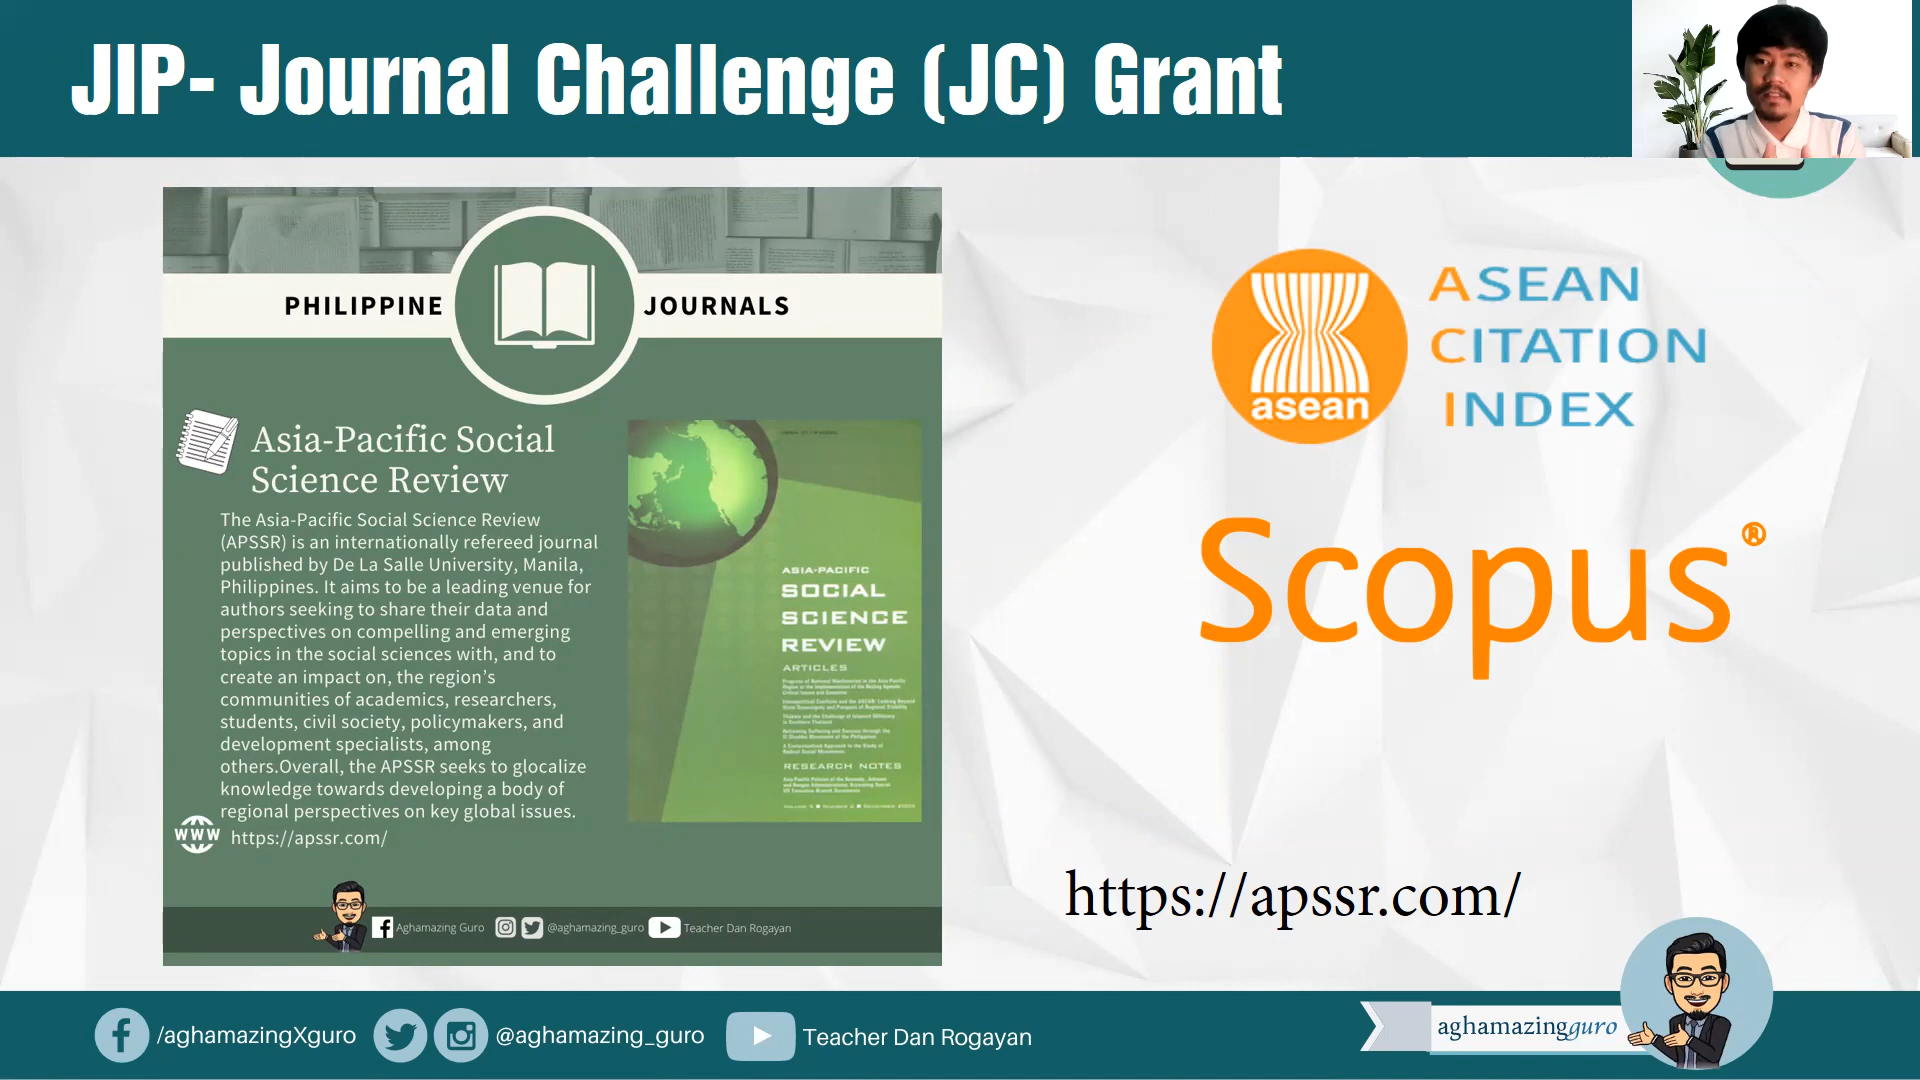 JIP- Journal Challenge (JC) Grant
PHILIPPINE JOURNALS
Asia-Pacific Social
Science Review
The Asia-Pacific Social Science Review
(APSSR) is an internationally refereed journal
published by De La Salle University, Manila,
Philippines. It aims to be a leading venue for
authors seeking to share their data and
perspectives on compelling and emerging
topics in the social sciences with, and to
create an impact on, the region's
communities of academics, researchers,
students, civil society, policymakers, and
development specialists, among
others.Overall, the APSSR seeks to glocalize
knowledge towards developing a body of
regional perspectives on key global issues.
WWW https://apssr.com/
ASIA-PACIFIC
SOCIAL
SCIENCE
REVIEW
ARTICLES
RESEARCH NOTES
Aghamazing Guro @aghamazing_guro Teacher Dan Rogayan
asean
ASEAN
CITATION
INDEX
Scopus®
https://apssr.com/
/aghamazingXguro @aghamazing_guro Teacher Dan Rogayan
aghamazingguro